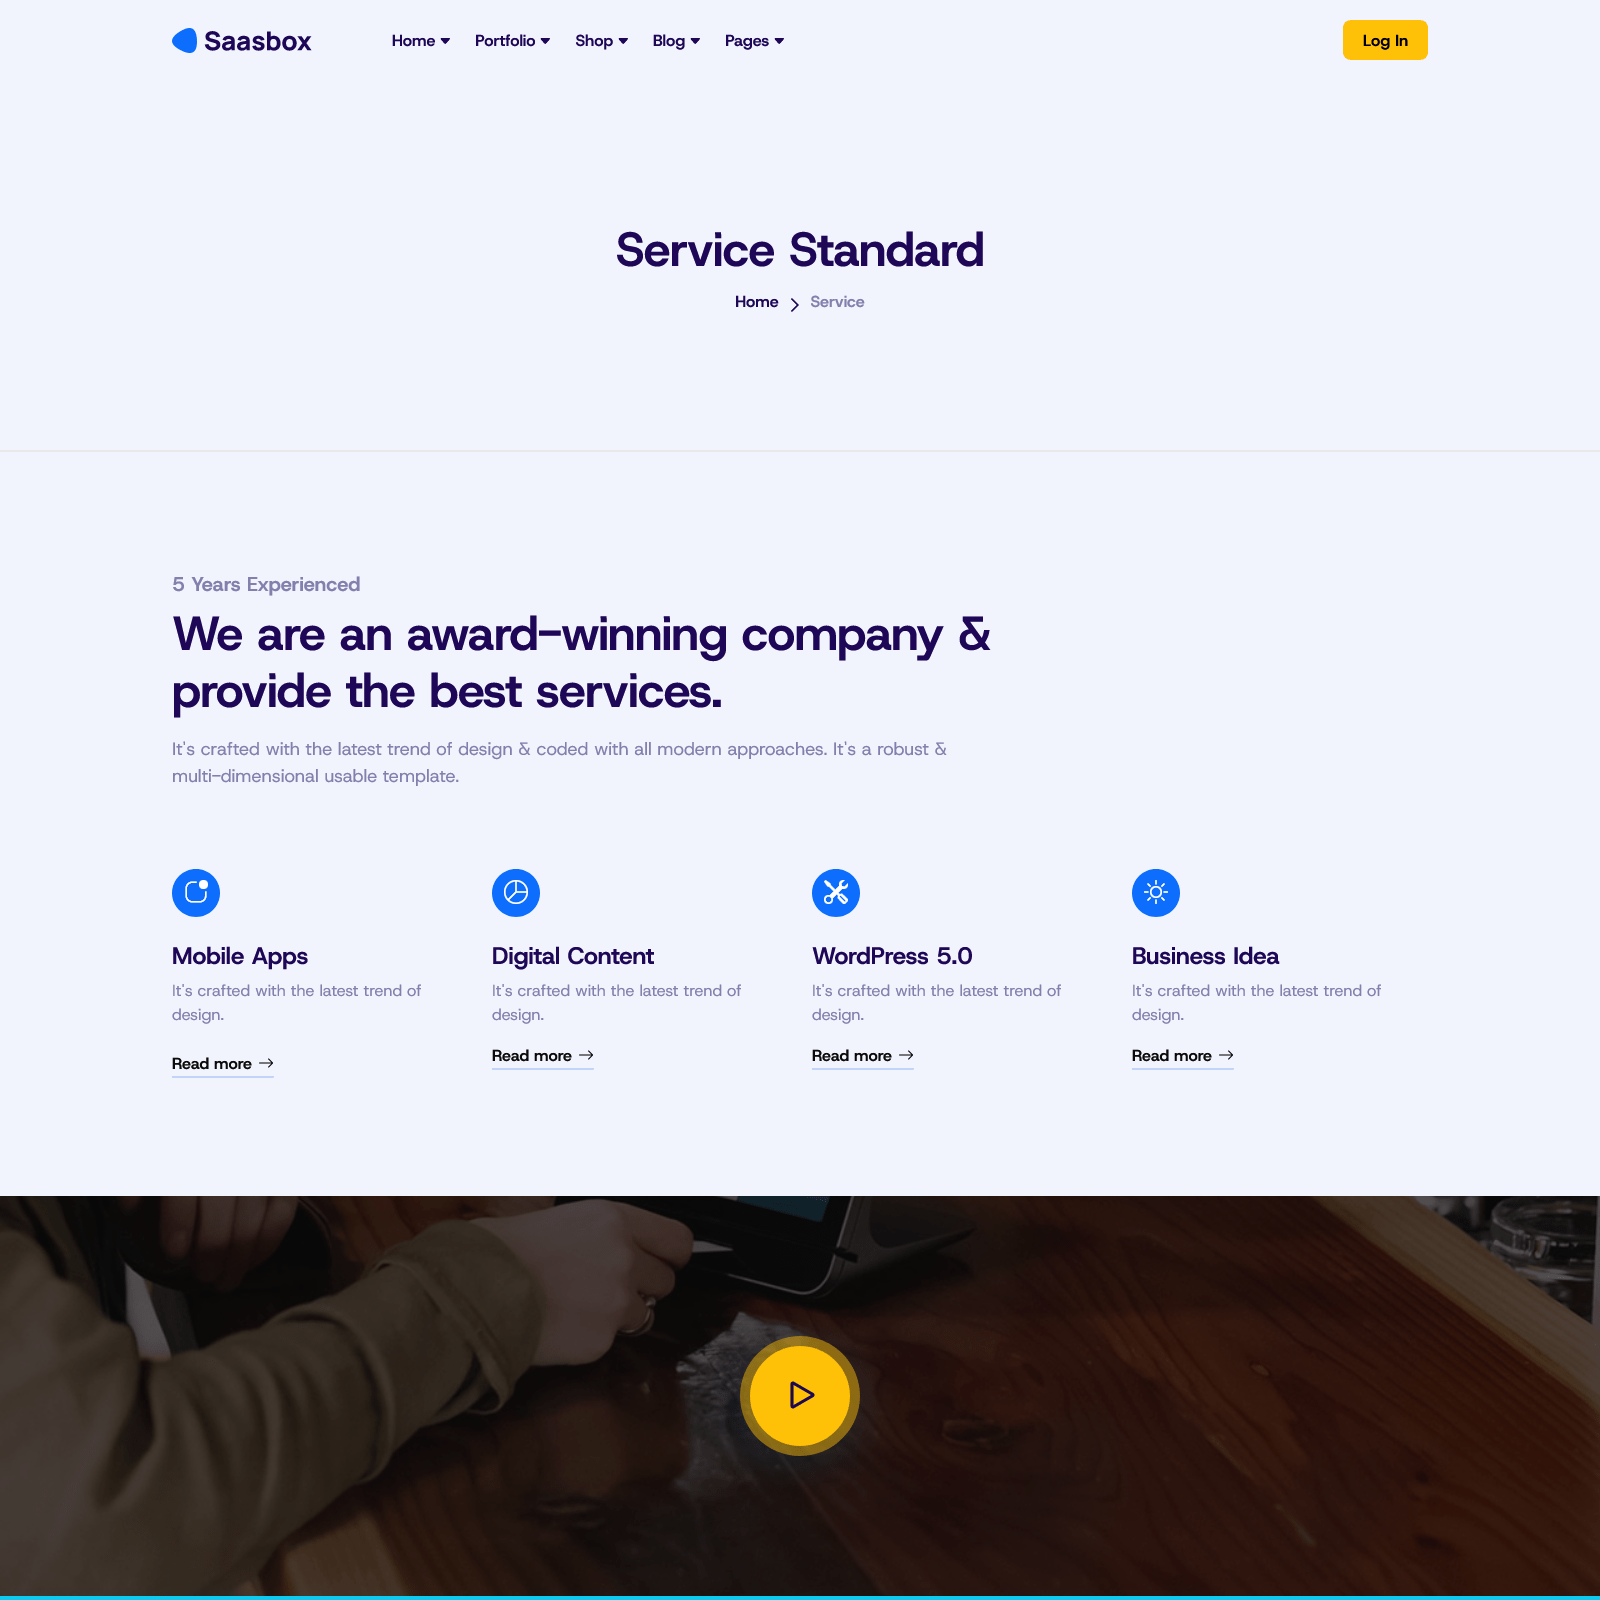 Saasbox Home Portfolio Shop Blog Pages Log In
Service Standard
Home Service
5 Years Experienced
We are an award-winning company &
provide the best services.
It's crafted with the latest trend of design & coded with all modern approaches. It's a robust &
multi-dimensional usable template.
Mobile Apps
It's crafted with the latest trend of
design.
Read more
Digital Content
It's crafted with the latest trend of
design.
Read more
WordPress 5.0
It's crafted with the latest trend of
design.
Read more
Business Idea
It's crafted with the latest trend of
design.
Read more